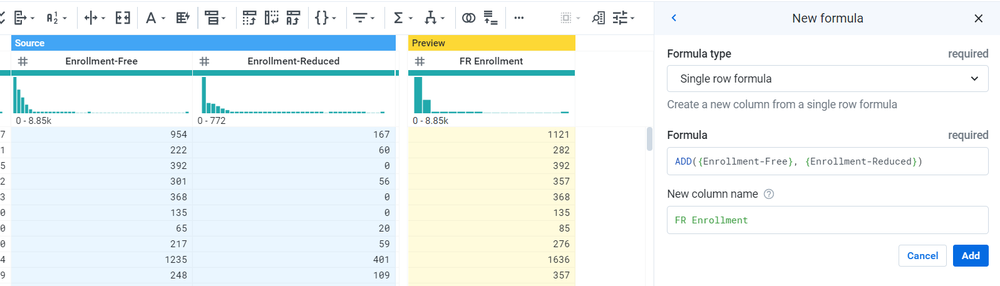 New formula
Source
Preview
Enrollment-Free Enrollment-Reduced FR Enrollment
0 - 8.85k 0 - 772 0 - 8.85k
7 954 167 1121
1 222 60 282
5 392 0 392
2 301 56 357
3 368 0 368
0 135 0 135
0 65 20 85
0 217 59 276
4 1235 401 1636
9 248 109 357
Formula type required
Single row formula
Create a new column from a single row formula
Formula required
ADD({Enrollment-Free}, {Enrollment-Reduced})
New column name ?
FR Enrollment
Cancel Add